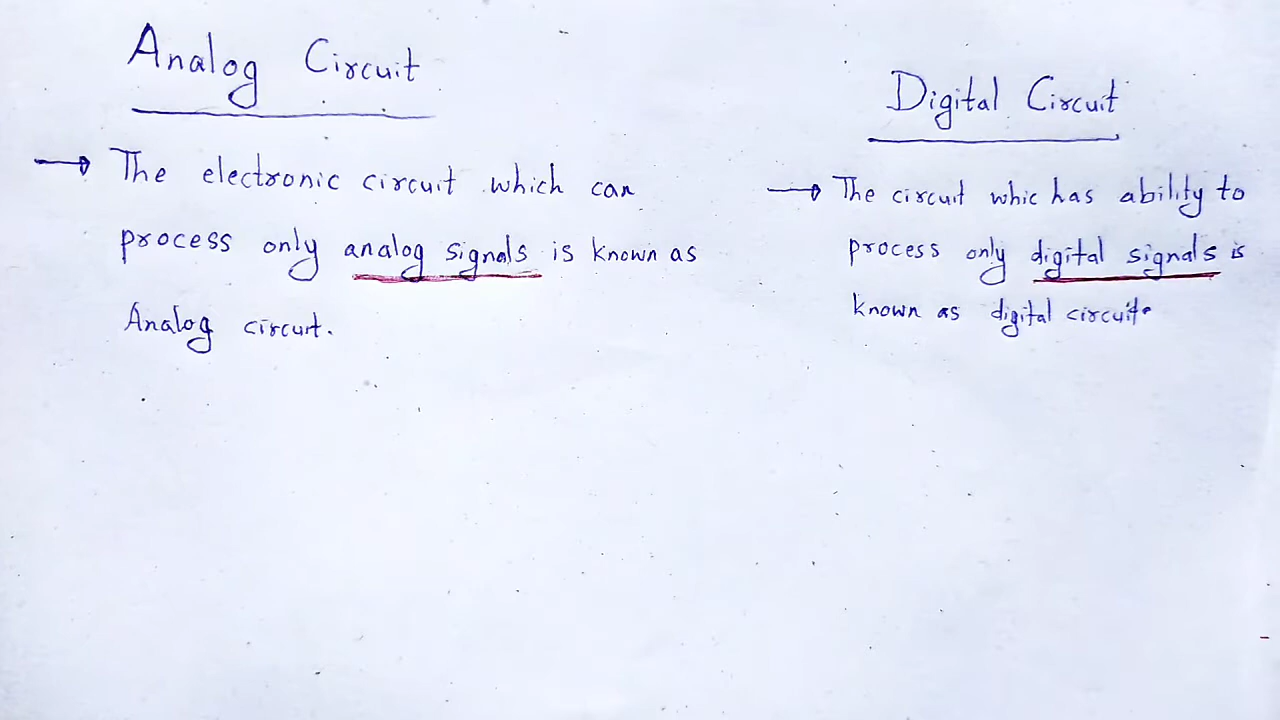 Analog Circuit
→ The electronic circuit which can
process only analog signals is known as
Analog circuit.
Digital Circuit
→ The circuit whic has ability to
process only digital signals is
known as digital circuit.